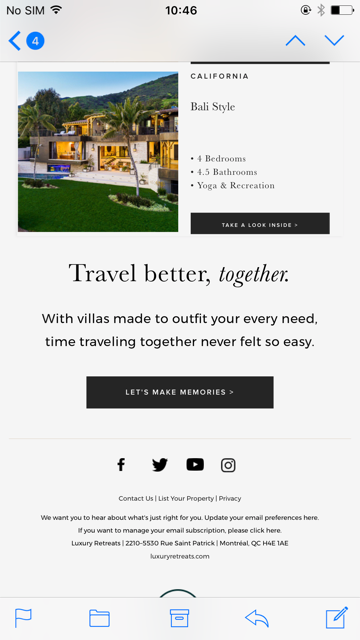 No SIM 10:46
4
CALIFORNIA
Bali Style
• 4 Bedrooms
• 4.5 Bathrooms
• Yoga & Recreation
TAKE A LOOK INSIDE >
Travel better, together.
With villas made to outfit your every need,
time traveling together never felt so easy.
LET'S MAKE MEMORIES >
Contact Us | List Your Property | Privacy
We want you to hear about what's just right for you. Update your email preferences here.
If you want to manage your email subscription, please click here.
Luxury Retreats | 2210-5530 Rue Saint Patrick | Montréal, QC H4E 1A8
luxuryretreats.com